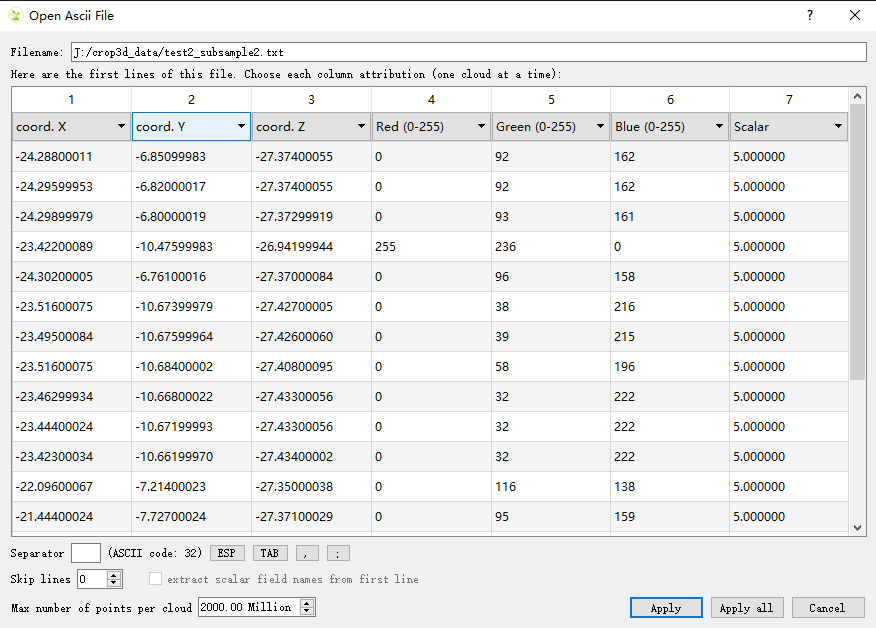 Open Ascii File
Filename: J:/crop3d_data/test2_subsample2.txt
Here are the first lines of this file. Choose each column attribution (one cloud at a time):
1 2 3 4 5 6 7
coord. X coord. Y coord. Z Red (0-255) Green (0-255) Blue (0-255) Scalar
-24.28800011 -6.85099983 -27.37400055 0 92 162 5.000000
-24.29599953 -6.82000017 -27.37400055 0 92 162 5.000000
-24.29899979 -6.80000019 -27.37299919 0 93 161 5.000000
-23.42200089 -10.47599983 -26.94199944 255 236 0 5.000000
-24.30200005 -6.76100016 -27.37000084 0 96 158 5.000000
-23.51600075 -10.67399979 -27.42700005 0 38 216 5.000000
-23.49500084 -10.67599964 -27.42600060 0 39 215 5.000000
-23.51600075 -10.68400002 -27.40800095 0 58 196 5.000000
-23.46299934 -10.66800022 -27.43300056 0 32 222 5.000000
-23.44400024 -10.67199993 -27.43300056 0 32 222 5.000000
-23.42300034 -10.66199970 -27.43400002 0 32 222 5.000000
-22.09600067 -7.21400023 -27.35000038 0 116 138 5.000000
-21.44400024 -7.72700024 -27.37100029 0 95 159 5.000000
Separator (ASCII code: 32) ESP TAB , ;
Skip lines 0 extract scalar field names from first line
Max number of points per cloud 2000.00 Million Apply Apply all Cancel